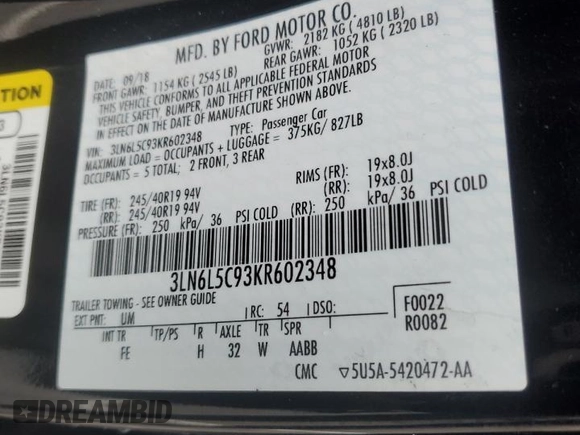 MFD. BY FORD MOTOR CO.
DATE: 09/18
GVWR: 2182 KG ( 4810 LB)
FRONT GAWR: 1154 KG ( 2545 LB)
REAR GAWR: 1052 KG ( 2320 LB)
THIS VEHICLE CONFORMS TO ALL APPLICABLE FEDERAL MOTOR
VEHICLE SAFETY, BUMPER, AND THEFT PREVENTION STANDARDS
IN EFFECT ON THE DATE OF MANUFACTURE SHOWN ABOVE.
VIN: 3LN6L5C93KR602348 TYPE: Passenger Car
MAXIMUM LOAD = OCCUPANTS + LUGGAGE = 375KG/ 827LB
OCCUPANTS = 5 TOTAL; 2 FRONT, 3 REAR
TIRE (FR): 245/40R19 94V RIMS (FR): 19x8.0J
(RR): 245/40R19 94V (RR): 19x8.0J
PRESSURE (FR): 250 kPa/ 36 PSI COLD (RR): 250 kPa/ 36 PSI COLD
3LN6L5C93KR602348
TRAILER TOWING - SEE OWNER GUIDE
EXT PNT: UM RC: 54 DSO: F0022
R0082
INT TR TP/PS R AXLE TR SPR
FE H 32 W AABB
CMC ▽5U5A-5420472-AA
DREAMBID